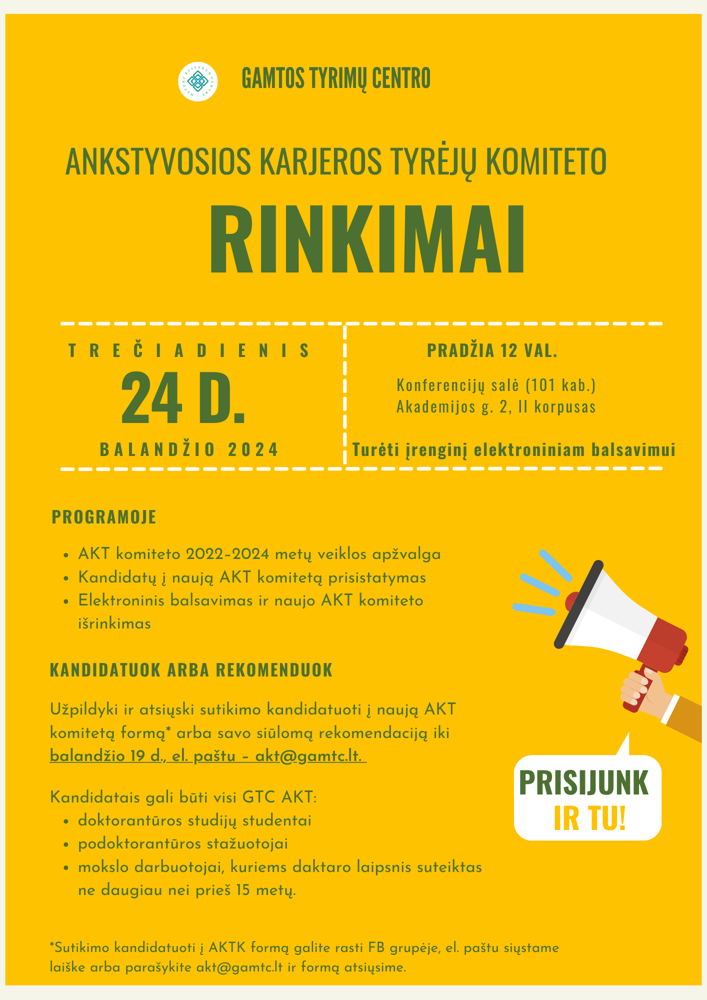 NATURE RESEARCH CENTRE
GAMTOS TYRIMŲ CENTRO
ANKSTYVOSIOS KARJEROS TYRĖJŲ KOMITETO
RINKIMAI
TREČIADIENIS
24 D.
BALANDŽIO 2024
PRADŽIA 12 VAL.
Konferencijų salė (101 kab.)
Akademijos g. 2, II korpusas
Turėti įrenginį elektroniniam balsavimui
PROGRAMOJE
• AKT komiteto 2022–2024 metų veiklos apžvalga
• Kandidatų į naują AKT komitetą prisistatymas
• Elektroninis balsavimas ir naujo AKT komiteto
išrinkimas
KANDIDATUOK ARBA REKOMENDUOK
Užpildyki ir atsiųski sutikimo kandidatuoti į naują AKT
komitetą formą* arba savo siūlomą rekomendaciją iki
balandžio 19 d., el. paštu – akt@gamtc.lt.
Kandidatais gali būti visi GTC AKT:
• doktorantūros studijų studentai
• podoktorantūros stažuotojai
• mokslo darbuotojai, kuriems daktaro laipsnis suteiktas
ne daugiau nei prieš 15 metų.
PRISIJUNK
IR TU!
*Sutikimo kandidatuoti į AKTK formą galite rasti FB grupėje, el. paštu siųstame
laiške arba parašykite akt@gamtc.lt ir formą atsiųsime.